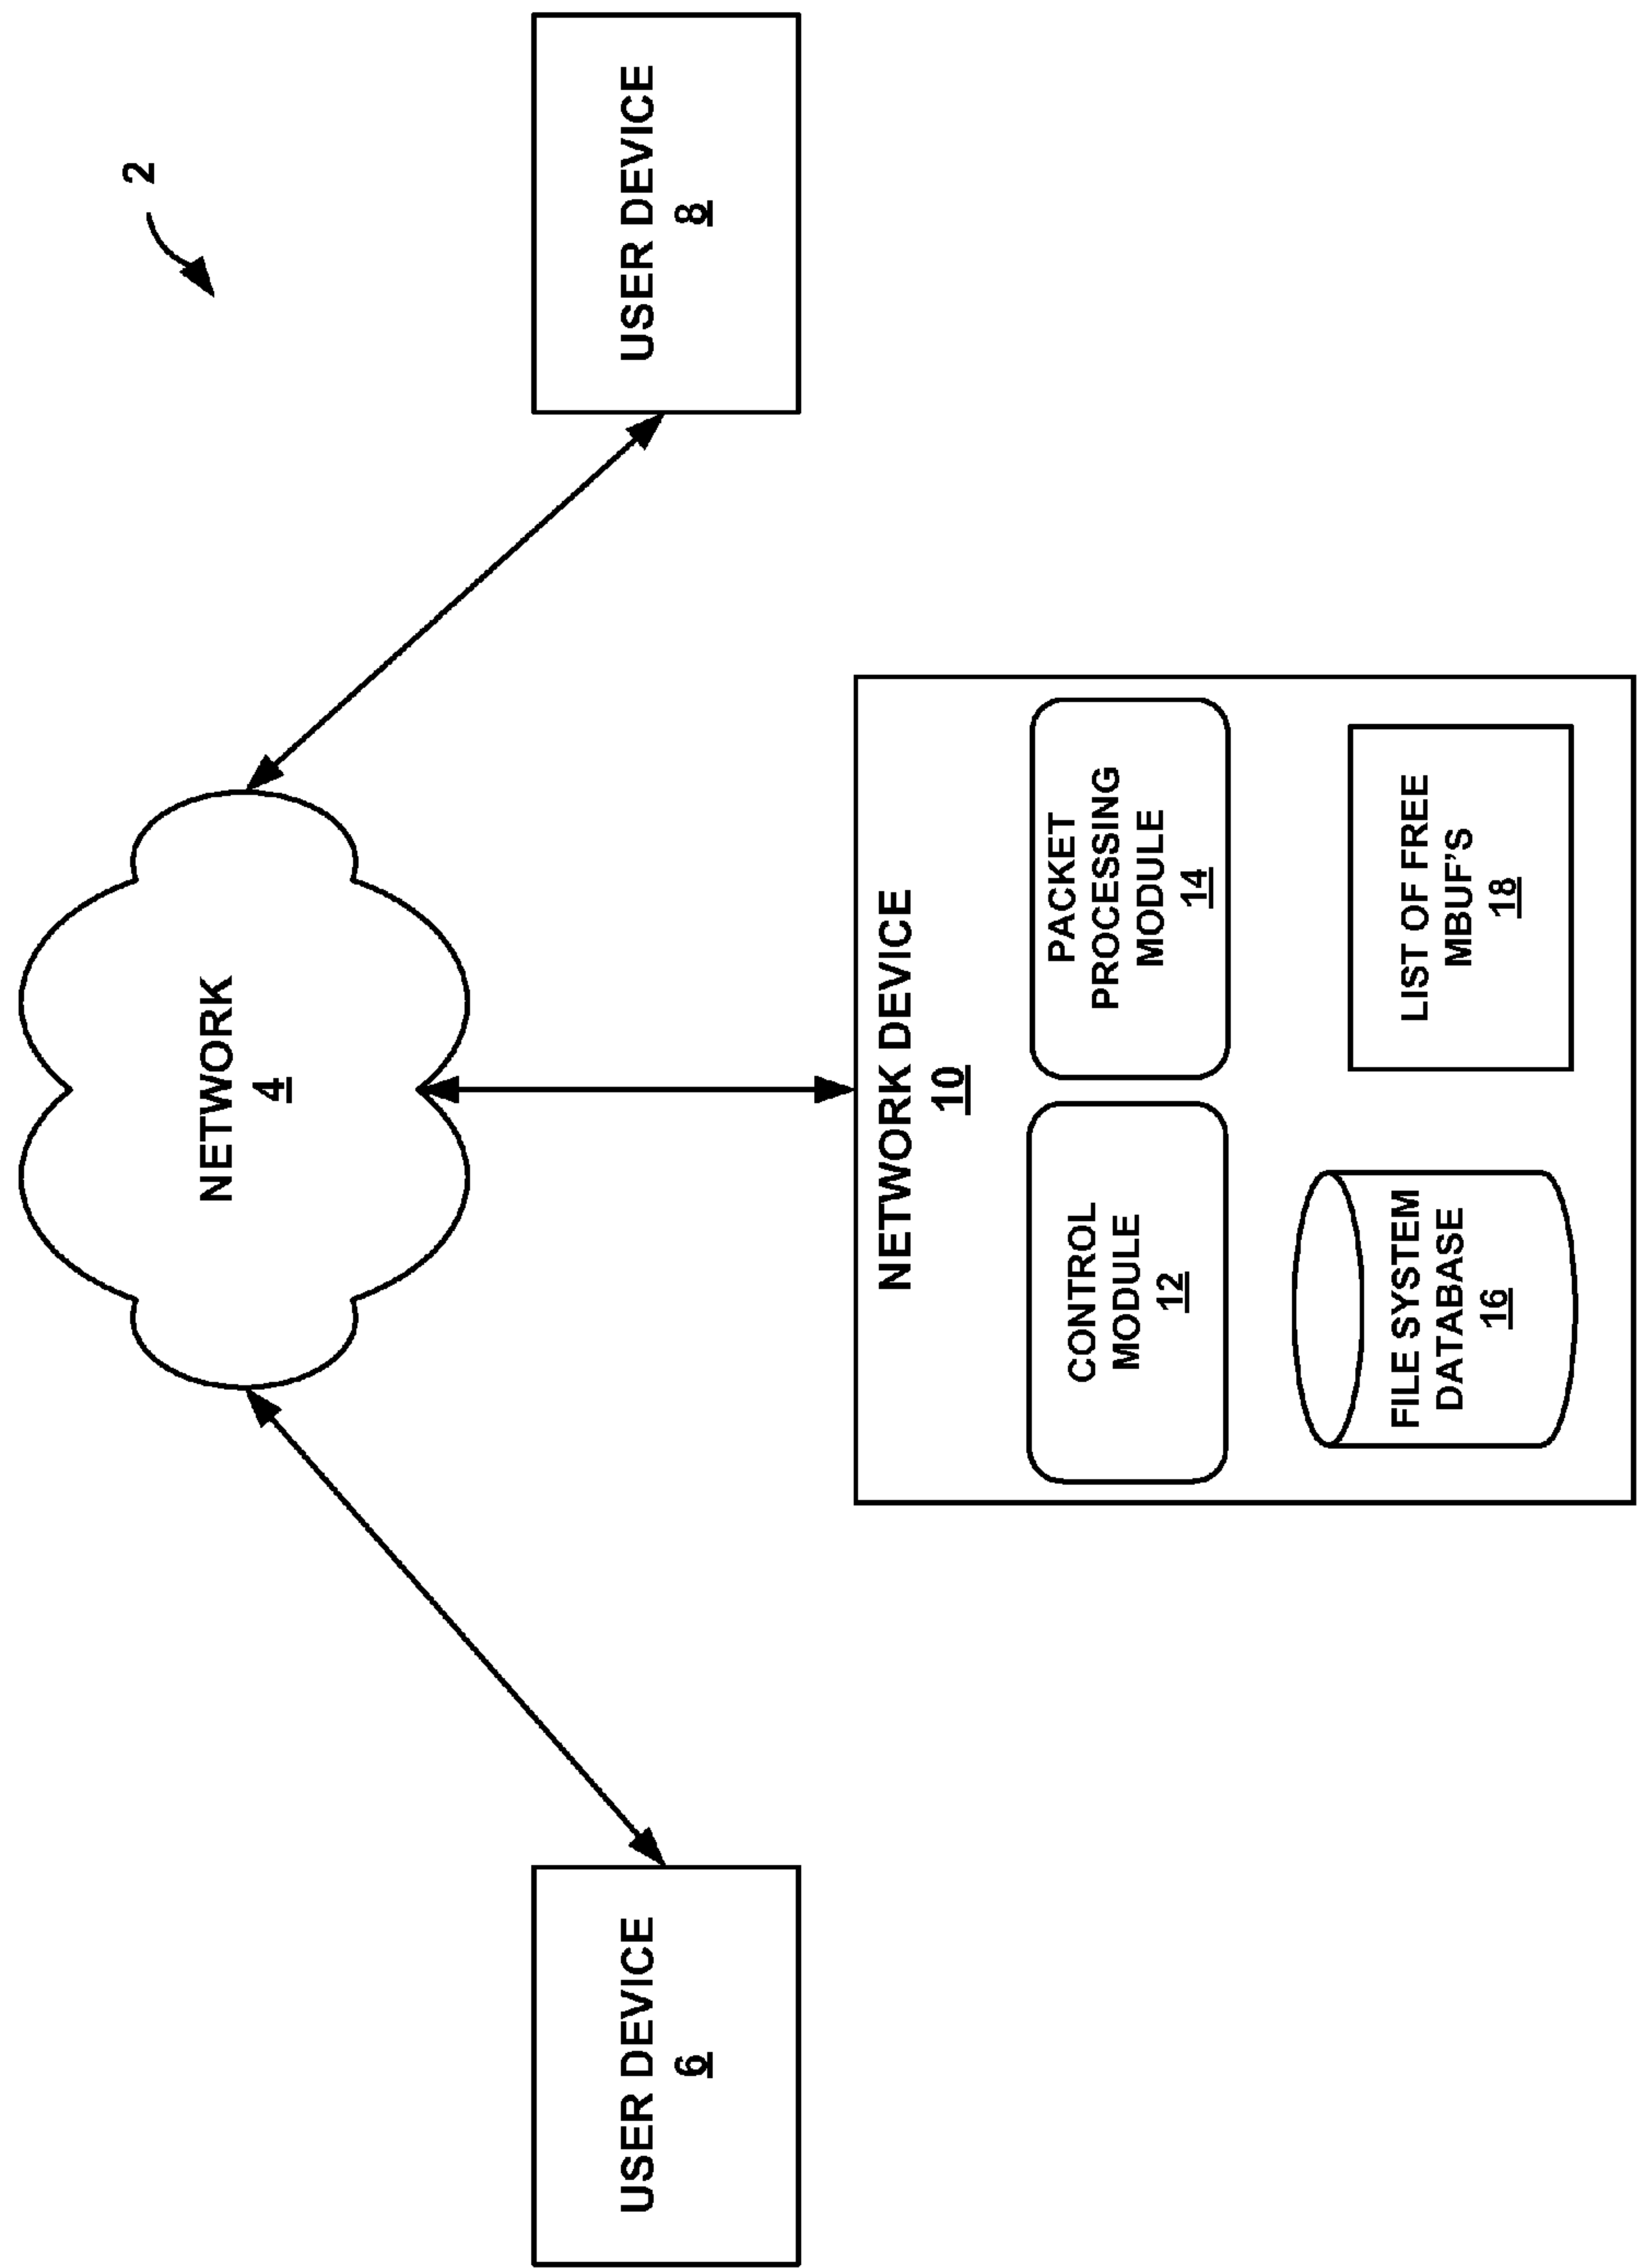 2
NETWORK
4
USER DEVICE
6
USER DEVICE
8
NETWORK DEVICE
10
CONTROL
MODULE
12
PACKET
PROCESSING
MODULE
14
FILE SYSTEM
DATABASE
16
LIST OF FREE
MBUF'S
18